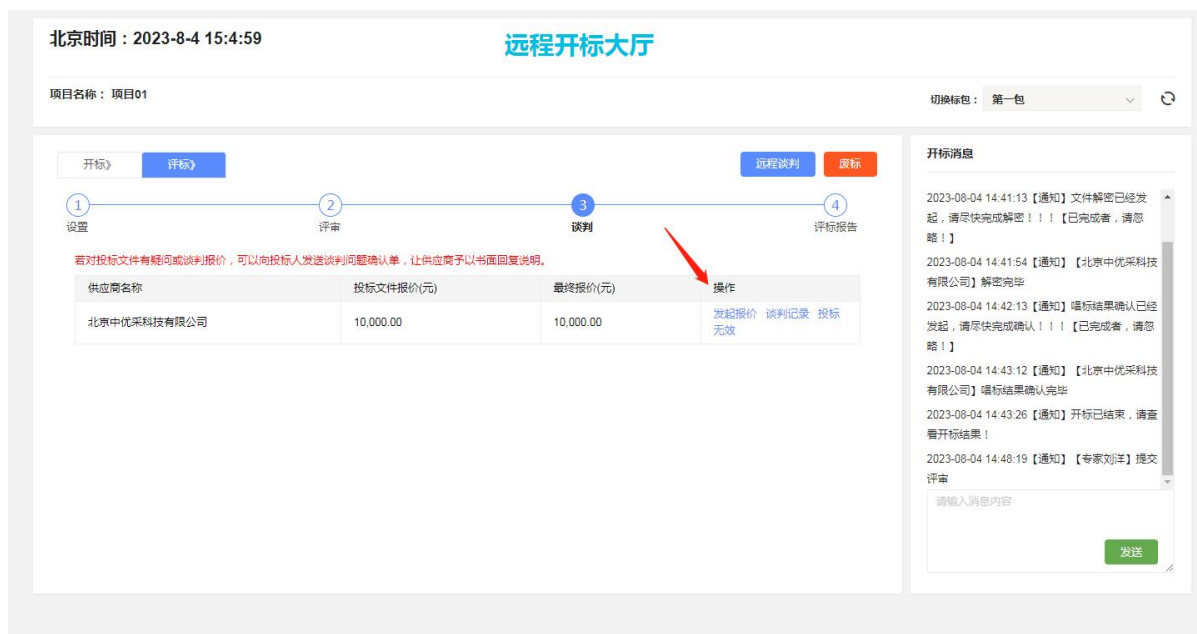 北京时间：2023-8-4 15:4:59
远程开标大厅
项目名称： 项目01
切换标包： 第一包
开标》
评标》
远程谈判
废标
1
2
3
4
设置
评审
谈判
评标报告
若对投标文件有疑问或谈判报价，可以向投标人发送谈判问题确认单，让供应商予以书面回复说明。
供应商名称 投标文件报价(元) 最终报价(元) 操作
北京中优采科技有限公司 10,000.00 10,000.00 发起报价 谈判记录 投标
无效
开标消息
2023-08-04 14:41:13【通知】文件解密已经发
起，请尽快完成解密！！！【已完成者，请忽
略！】
2023-08-04 14:41:54【通知】【北京中优采科技
有限公司】解密完毕
2023-08-04 14:42:13【通知】唱标结果确认已经
发起，请尽快完成确认！！！【已完成者，请忽
略！】
2023-08-04 14:43:12【通知】【北京中优采科技
有限公司】唱标结果确认完毕
2023-08-04 14:43:26【通知】开标已结束，请查
看开标结果！
2023-08-04 14:48:19【通知】【专家刘洋】提交
评审
请输入消息内容
发送